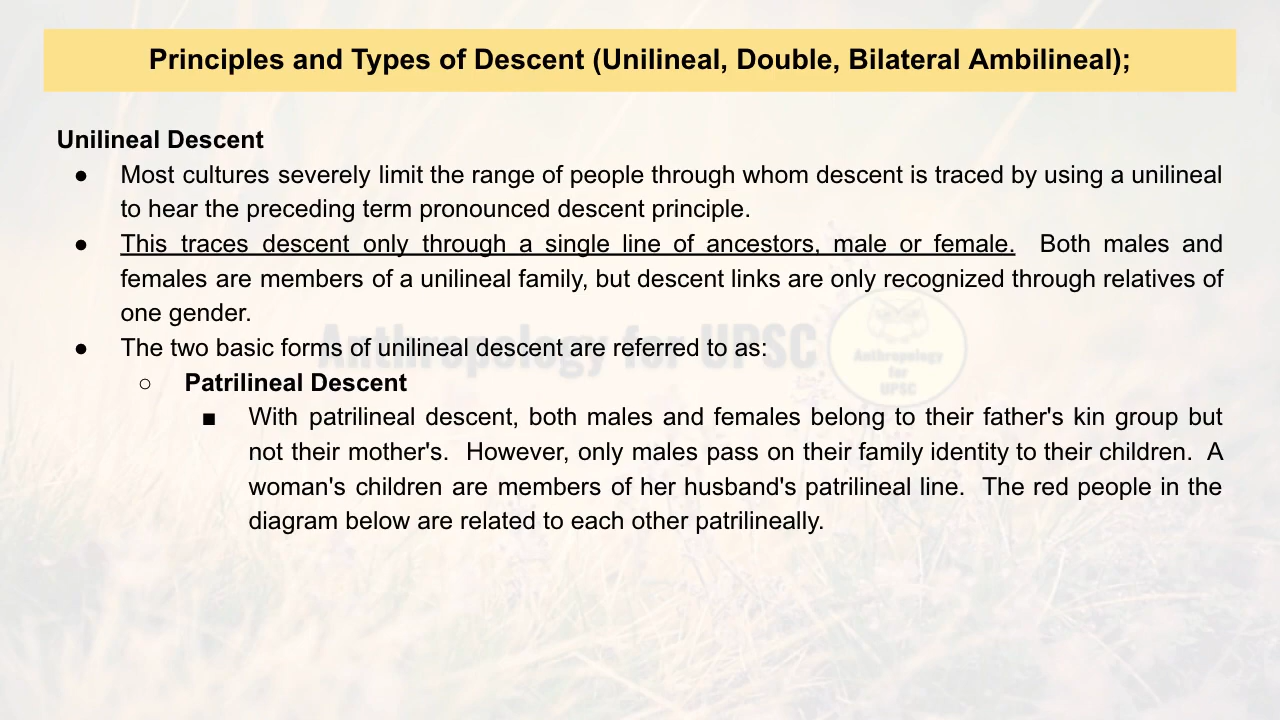 Principles and Types of Descent (Unilineal, Double, Bilateral Ambilineal);
Unilineal Descent
● Most cultures severely limit the range of people through whom descent is traced by using a unilineal
to hear the preceding term pronounced descent principle.
● This traces descent only through a single line of ancestors, male or female. Both males and
females are members of a unilineal family, but descent links are only recognized through relatives of
one gender.
● The two basic forms of unilineal descent are referred to as:
○ Patrilineal Descent
■ With patrilineal descent, both males and females belong to their father's kin group but
not their mother's. However, only males pass on their family identity to their children. A
woman's children are members of her husband's patrilineal line. The red people in the
diagram below are related to each other patrilineally.
Anthropology for UPSC
Anthropology
for
UPSC